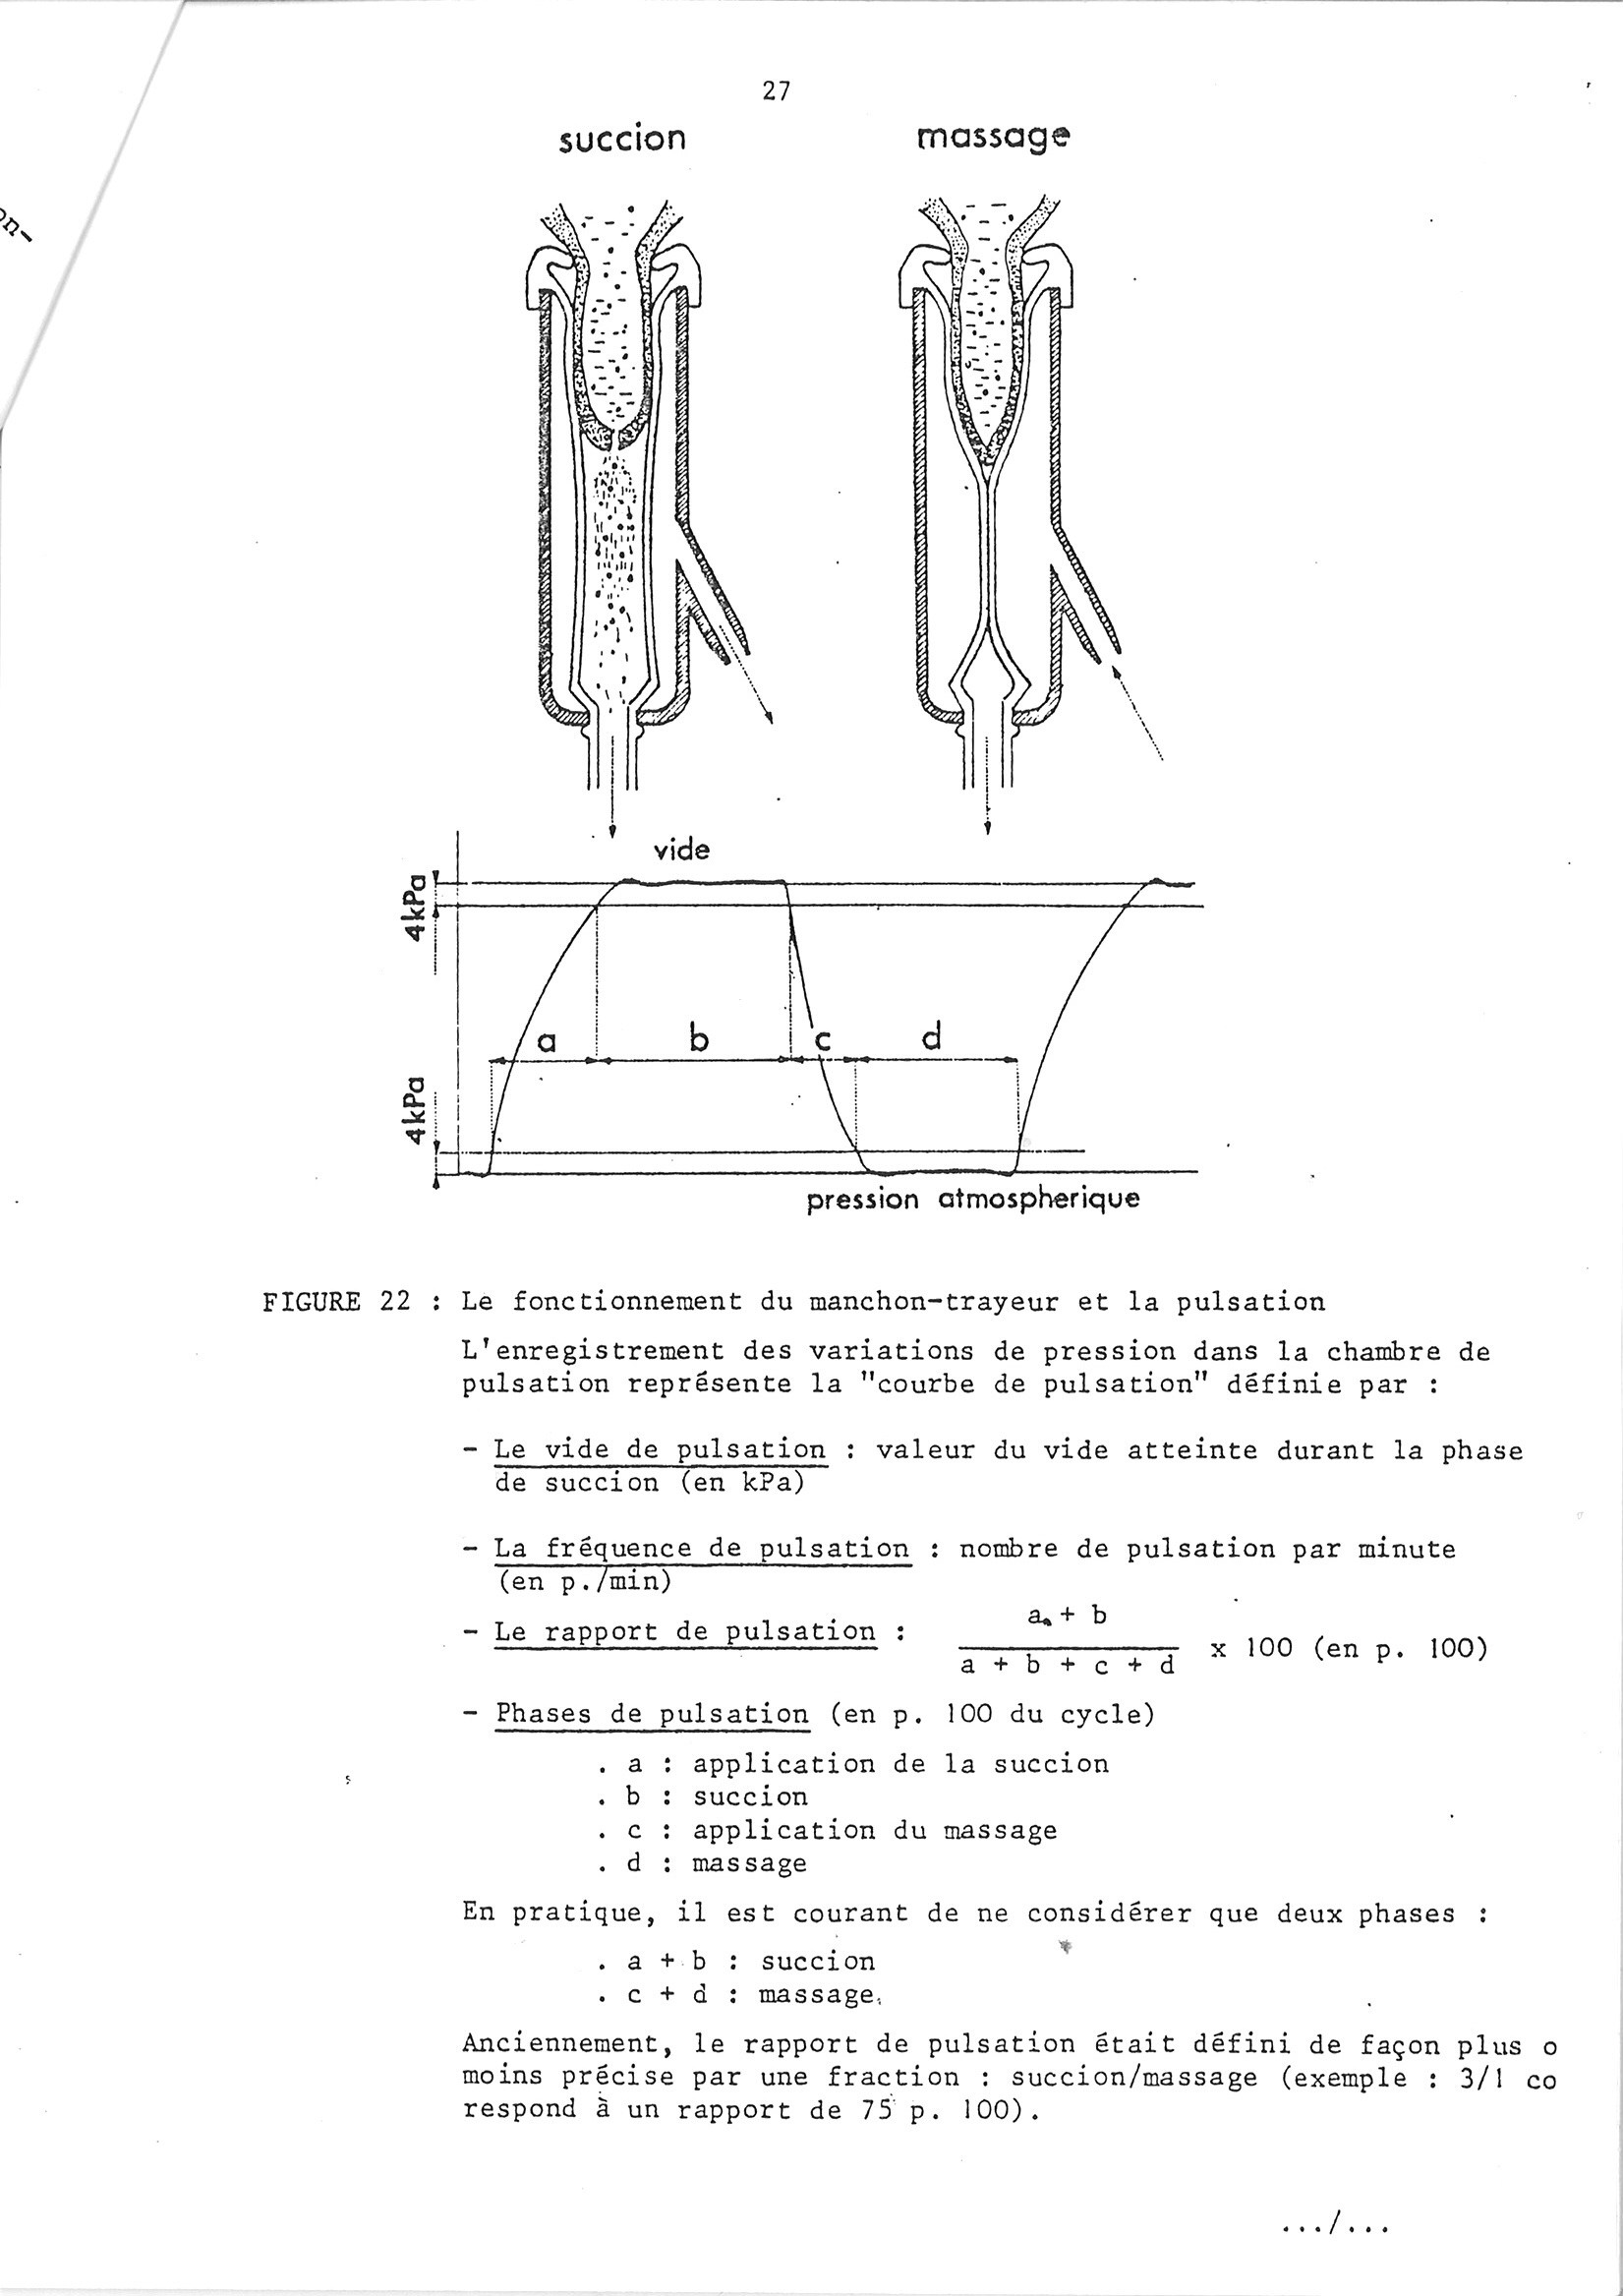 27
on-
succion
massage
vide
4kPa
a
b
c
d
4kPa
pression atmospherique
FIGURE 22 : Le fonctionnement du manchon-trayeur et la pulsation
L'enregistrement des variations de pression dans la chambre de
pulsation représente la "courbe de pulsation" définie par :
- Le vide de pulsation : valeur du vide atteinte durant la phase
de succion (en kPa)
- La fréquence de pulsation : nombre de pulsation par minute
(en p./min)
- Le rapport de pulsation :
a + b
a + b + c + d
x 100 (en p. 100)
- Phases de pulsation (en p. 100 du cycle)
. a : application de la succion
. b : succion
. c : application du massage
. d : massage
En pratique, il est courant de ne considérer que deux phases :
. a + b : succion
. c + d : massage.
Anciennement, le rapport de pulsation était défini de façon plus o
moins précise par une fraction : succion/massage (exemple : 3/1 co
respond à un rapport de 75 p. 100).
.../...